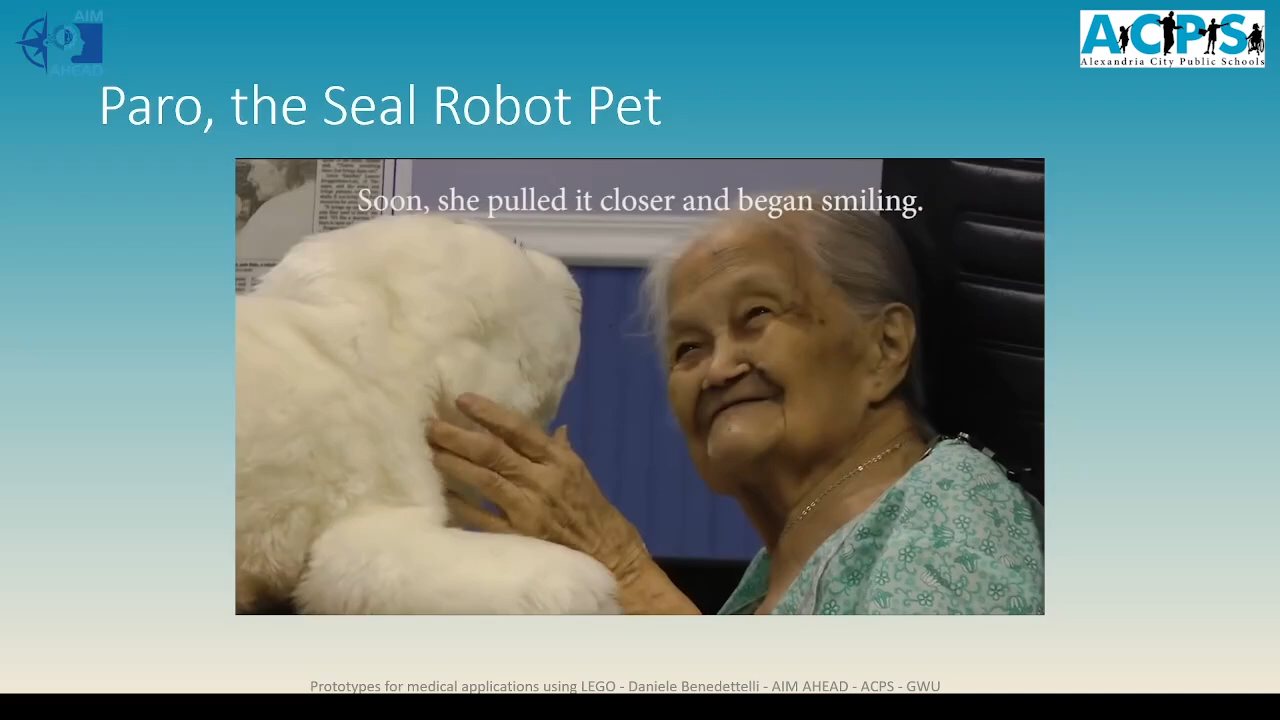 AIM
AHEAD
ACPS
Alexandria City Public Schools
Paro, the Seal Robot Pet
Soon, she pulled it closer and began smiling.
Prototypes for medical applications using LEGO - Daniele Benedettelli - AIM AHEAD - ACPS - GWU